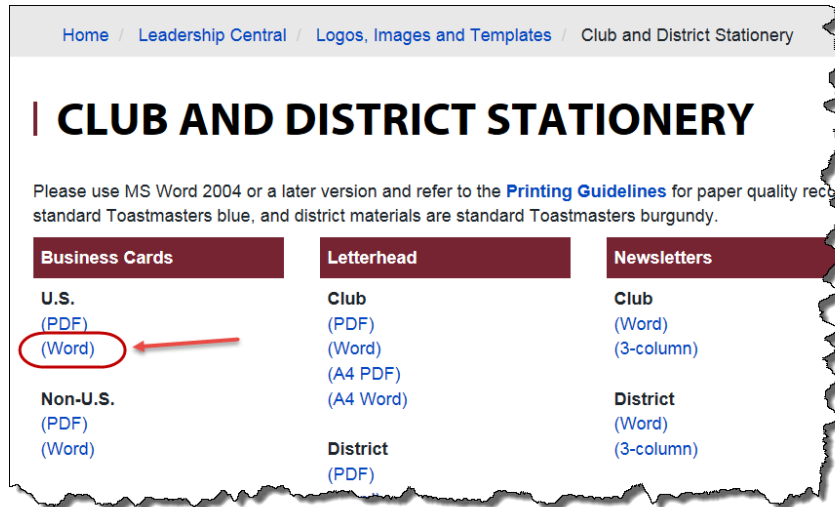 Home / Leadership Central / Logos, Images and Templates / Club and District Stationery
CLUB AND DISTRICT STATIONERY
Please use MS Word 2004 or a later version and refer to the Printing Guidelines for paper quality
standard Toastmasters blue, and district materials are standard Toastmasters burgundy.
Business Cards
U.S.
(PDF)
(Word)
Non-U.S.
(PDF)
(Word)
Letterhead
Club
(PDF)
(Word)
(A4 PDF)
(A4 Word)
District
(PDF)
Newsletters
Club
(Word)
(3-column)
District
(Word)
(3-column)